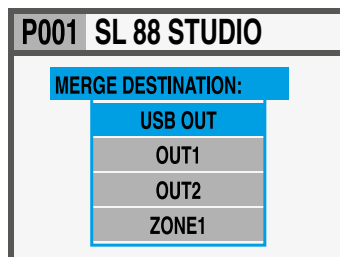 P001 SL 88 STUDIO
MERGE DESTINATION:
USB OUT
OUT1
OUT2
ZONE1